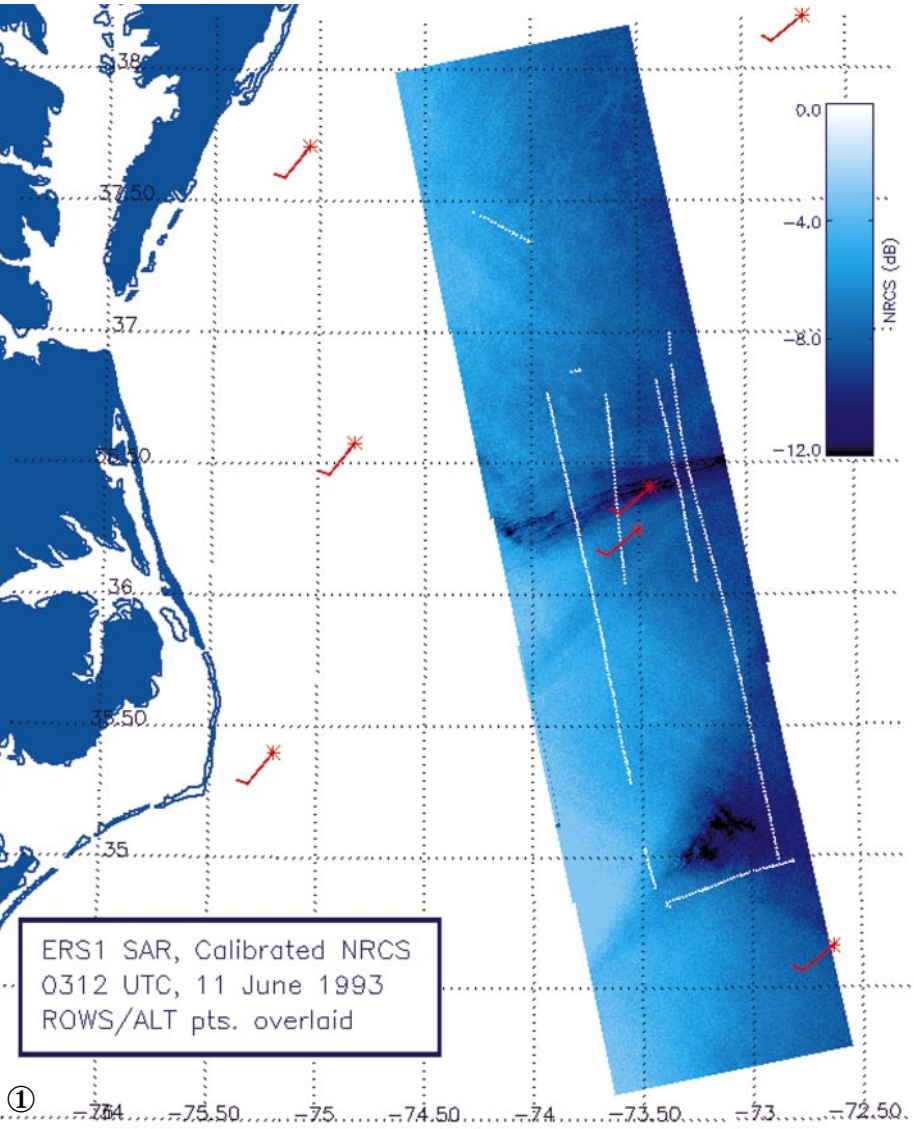 38
0.0
37.50
-4.0
NRCS (dB)
37
-8.0
-12.0
36
35.50
35
ERS1 SAR, Calibrated NRCS
0312 UTC, 11 June 1993
ROWS/ALT pts. overlaid
①
-75.50 -75 -74.50 -74 -73.50 -73 -72.50